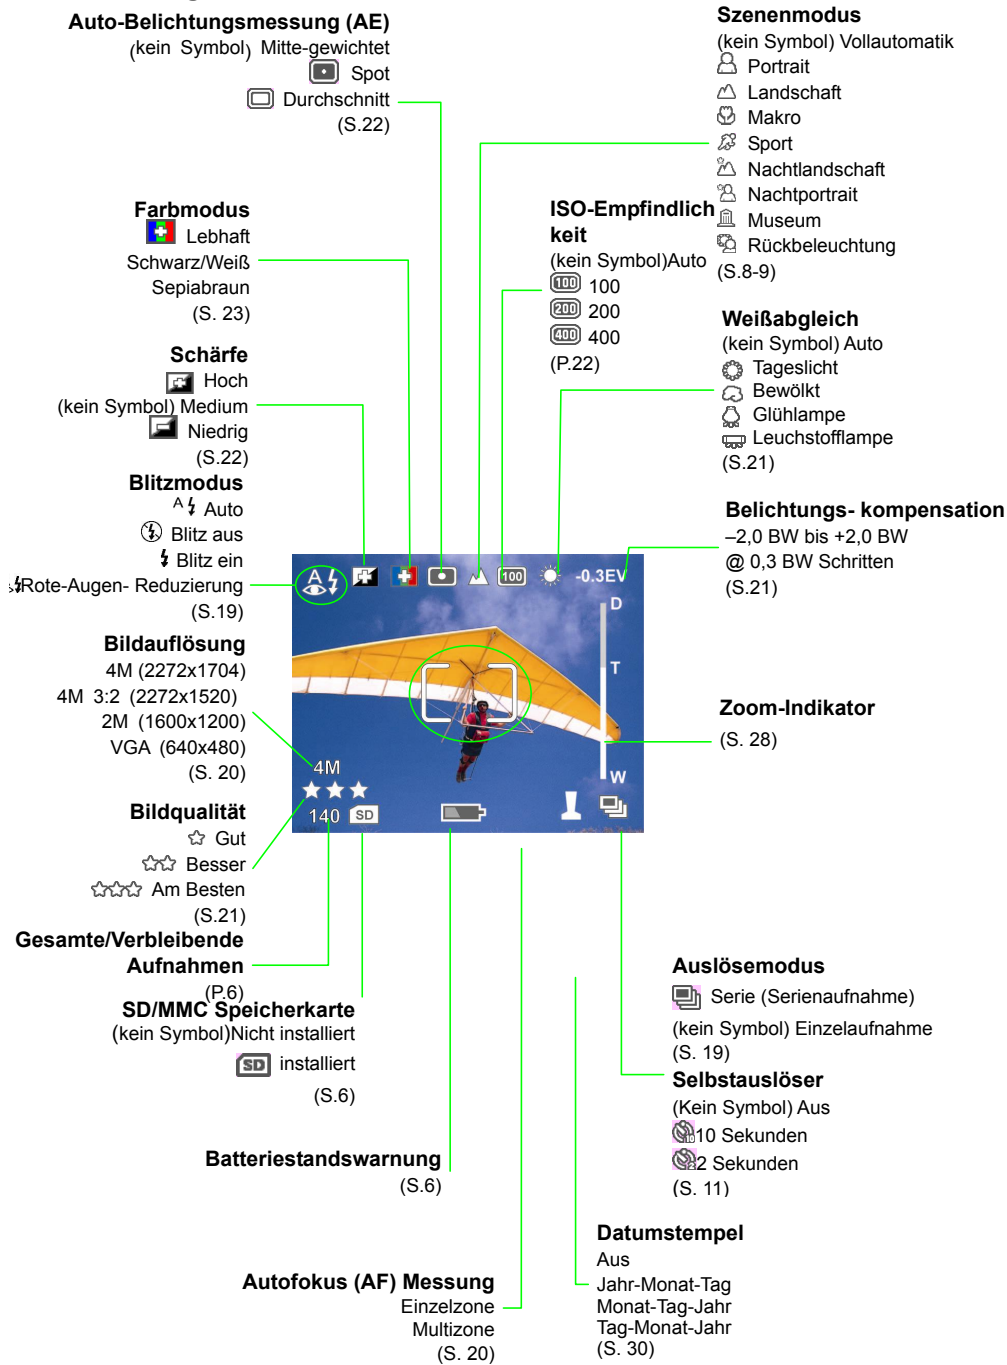 Auto-Belichtungsmessung (AE)
(kein Symbol) Mitte-gewichtet
Spot
Durchschnitt
(S.22)
Farbmodus
Lebhaft
Schwarz/Weiß
Sepiabraun
(S. 23)
Schärfe
Hoch
(kein Symbol) Medium
Niedrig
(S.22)
Blitzmodus
A Auto
Blitz aus
Blitz ein
Rote-Augen- Reduzierung
(S.19)
Bildauflösung
4M (2272x1704)
4M 3:2 (2272x1520)
2M (1600x1200)
VGA (640x480)
(S. 20)
Bildqualität
Gut
Besser
Am Besten
(S.21)
Gesamte/Verbleibende
Aufnahmen
(P.6)
SD/MMC Speicherkarte
(kein Symbol)Nicht installiert
SD installiert
(S.6)
Batteriestandswarnung
(S.6)
Autofokus (AF) Messung
Einzelzone
Multizone
(S. 20)
Szenenmodus
(kein Symbol) Vollautomatik
Portrait
Landschaft
Makro
Sport
Nachtlandschaft
Nachtportrait
Museum
Rückbeleuchtung
(S.8-9)
ISO-Empfindlich
keit
(kein Symbol)Auto
100 100
200 200
400 400
(P.22)
Weißabgleich
(kein Symbol) Auto
Tageslicht
Bewölkt
Glühlampe
Leuchstofflampe
(S.21)
Belichtungs- kompensation
–2,0 BW bis +2,0 BW
@ 0,3 BW Schritten
(S.21)
A 100 -0.3EV
D
T
W
4M
140 SD
Zoom-Indikator
(S. 28)
Auslösemodus
Serie (Serienaufnahme)
(kein Symbol) Einzelaufnahme
(S. 19)
Selbstauslöser
(Kein Symbol) Aus
10 Sekunden
2 Sekunden
(S. 11)
Datumstempel
Aus
Jahr-Monat-Tag
Monat-Tag-Jahr
Tag-Monat-Jahr
(S. 30)